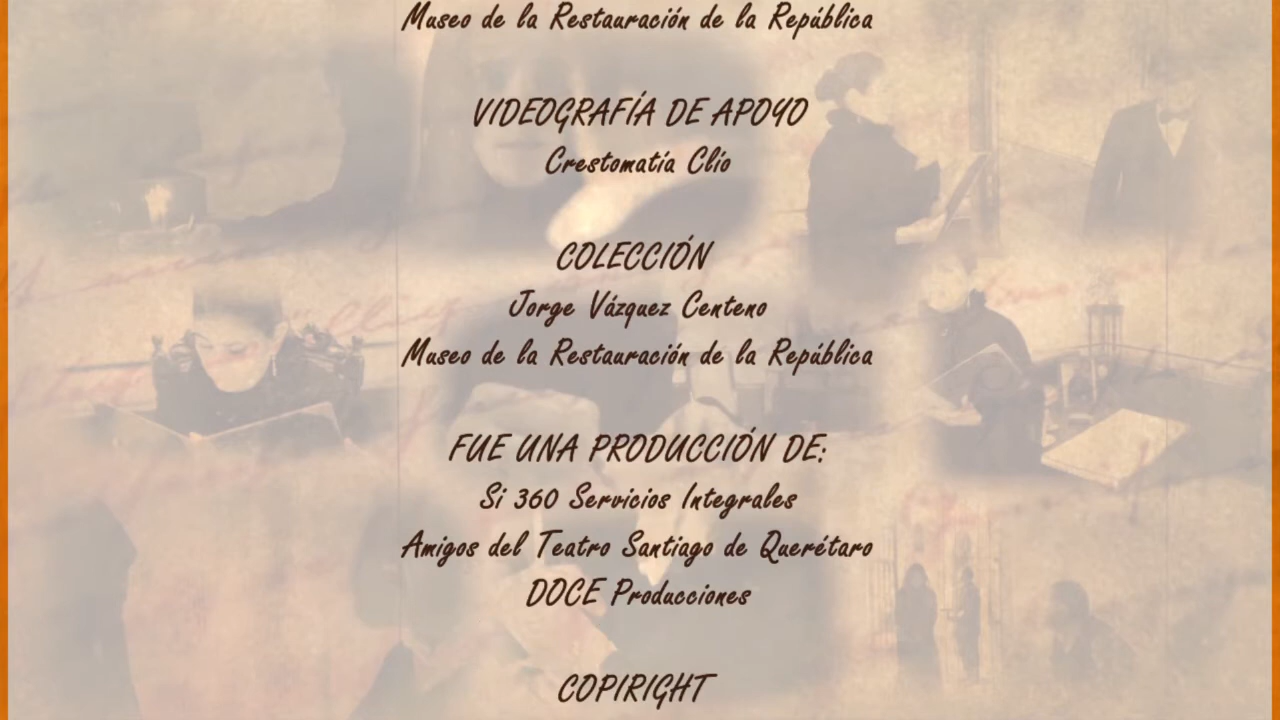 Museo de la Restauración de la República
VIDEOGRAFÍA DE APOYO
Crestomatía Clío
COLECCIÓN
Jorge Vázquez Centeno
Museo de la Restauración de la República
FUE UNA PRODUCCIÓN DE:
Si 360 Servicios Integrales
Amigos del Teatro Santiago de Querétaro
DOCE Producciones
COPIRIGHT